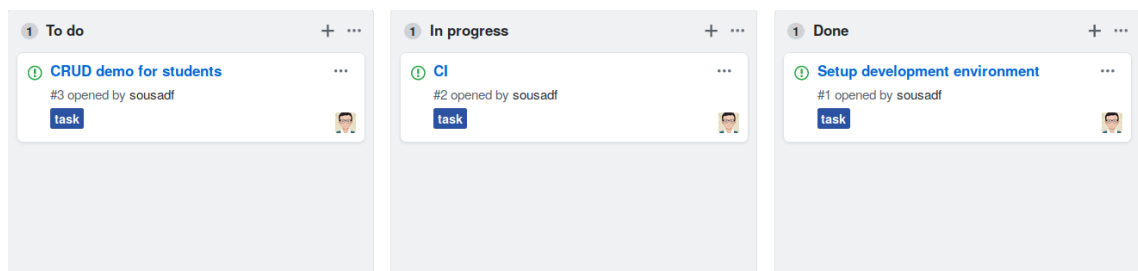 1 To do
CRUD demo for students
#3 opened by sousadf
task
1 In progress
CI
#2 opened by sousadf
task
1 Done
Setup development environment
#1 opened by sousadf
task